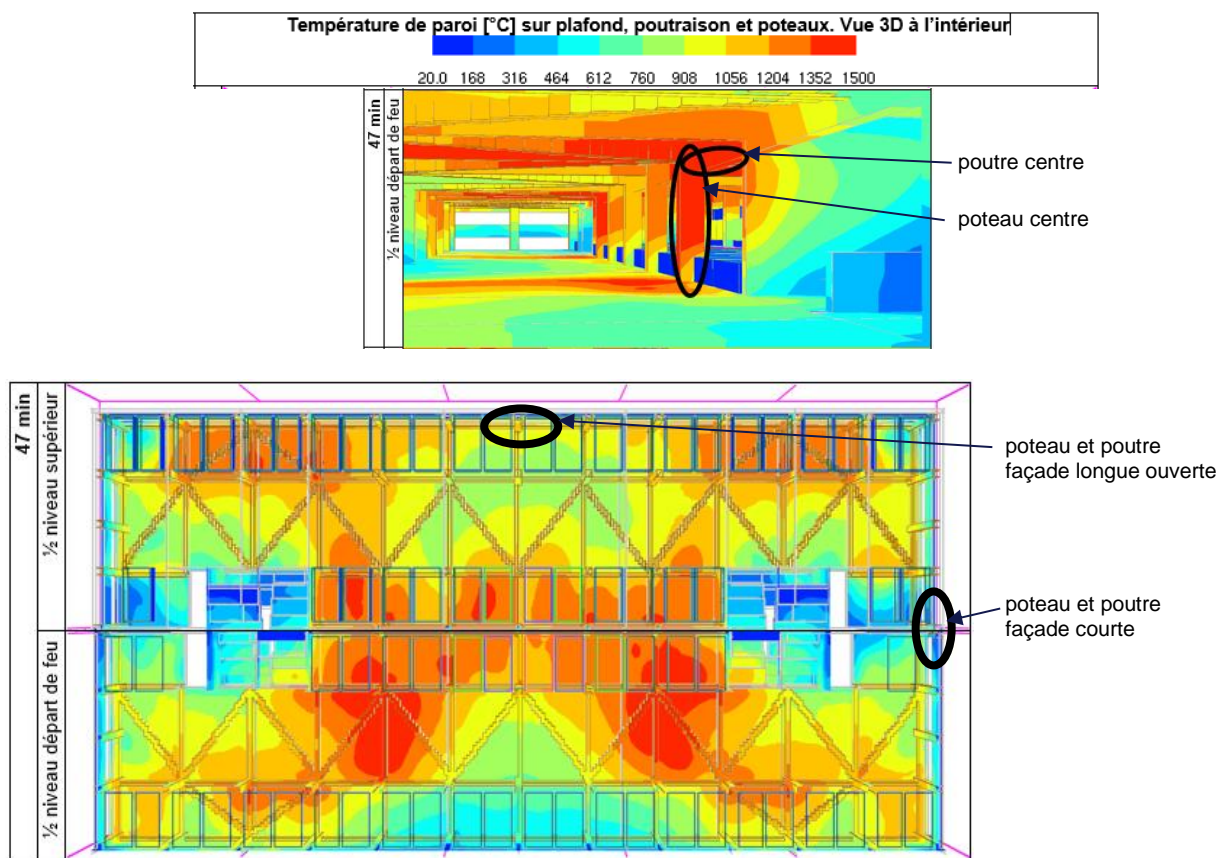 Température de paroi [°C] sur plafond, poutraison et poteaux. Vue 3D à l’intérieur
20.0 168 316 464 612 760 908 1056 1204 1352 1500
47 min
½ niveau départ de feu
poutre centre
poteau centre
47 min
½ niveau supérieur
½ niveau départ de feu
poteau et poutre
façade longue ouverte
poteau et poutre
façade courte